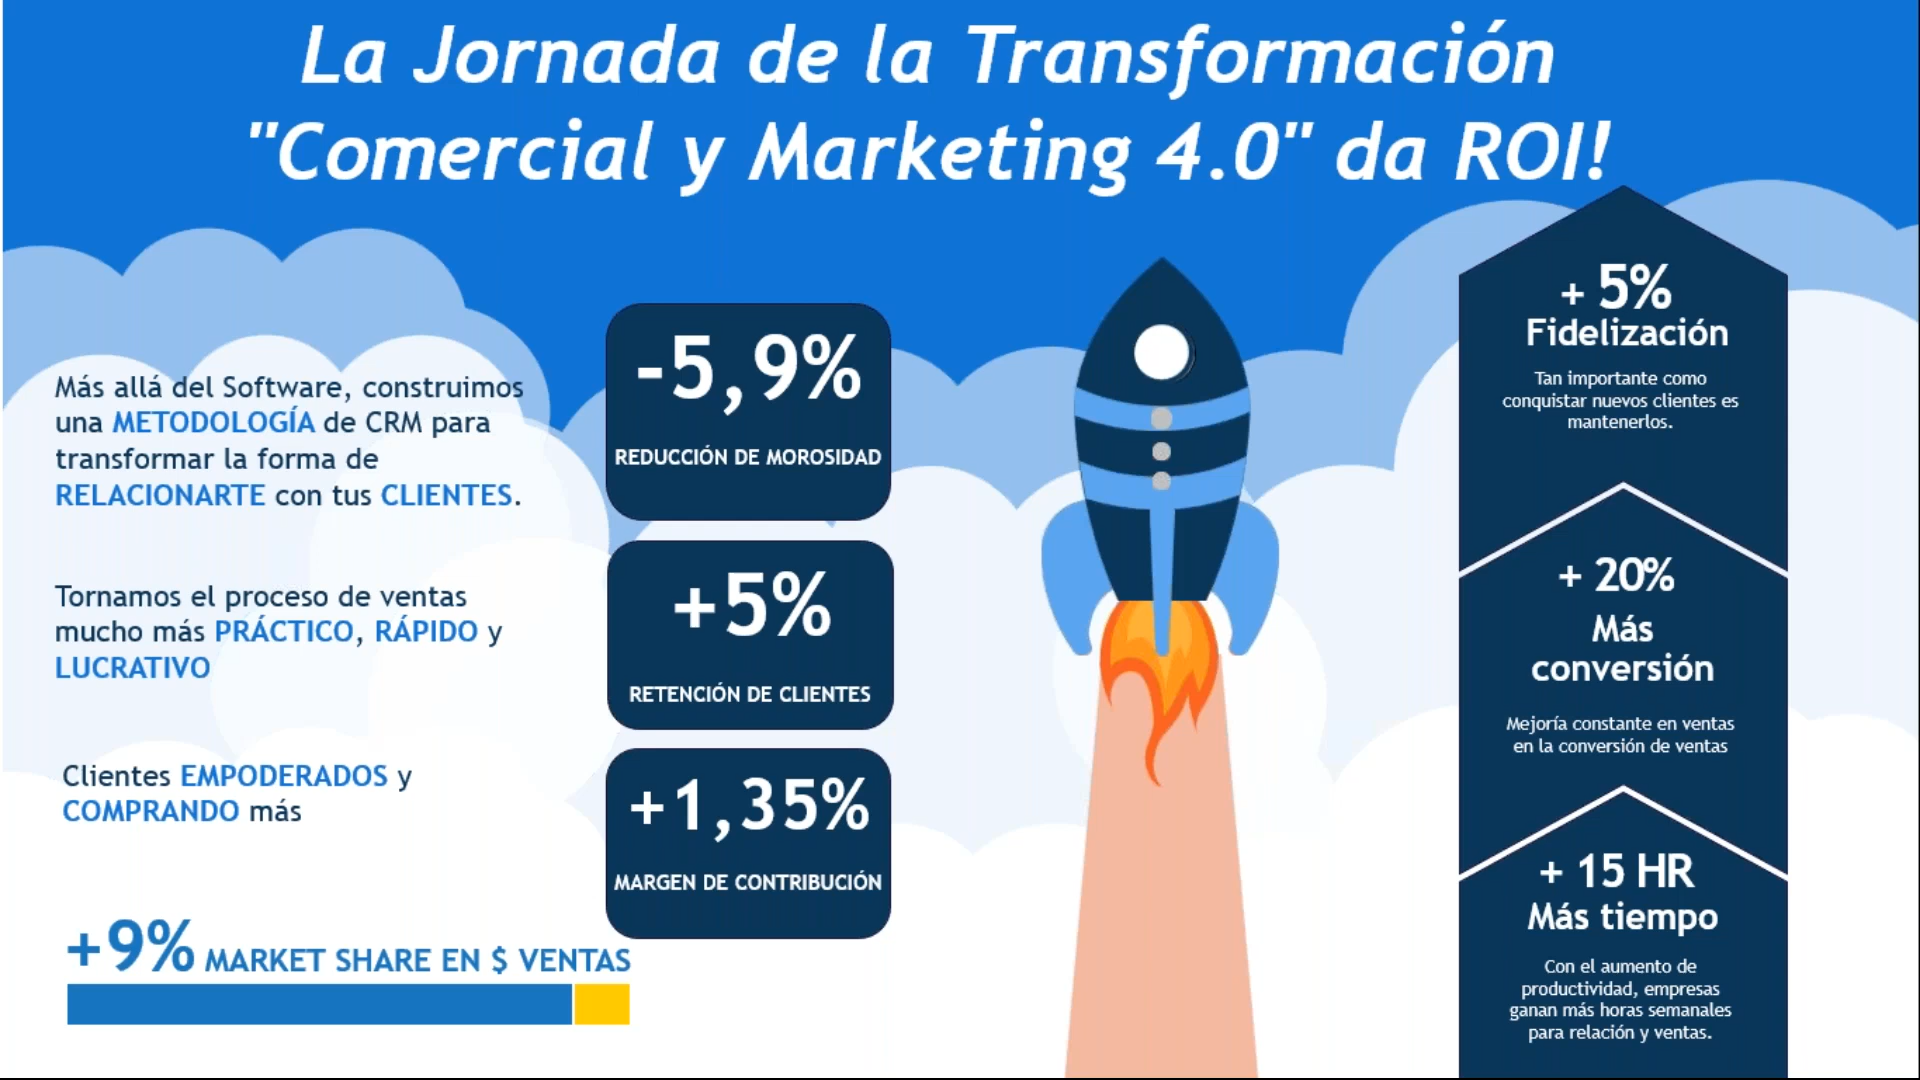 La Jornada de la Transformación
"Comercial y Marketing 4.0" da ROI!
Más allá del Software, construimos
una METODOLOGÍA de CRM para
transformar la forma de
RELACIONARTE con tus CLIENTES.
Tornamos el proceso de ventas
mucho más PRÁCTICO, RÁPIDO y
LUCRATIVO
Clientes EMPODERADOS y
COMPRANDO más
+9% MARKET SHARE EN $ VENTAS
-5,9%
REDUCCIÓN DE MOROSIDAD
+5%
RETENCIÓN DE CLIENTES
+1,35%
MARGEN DE CONTRIBUCIÓN
+ 5%
Fidelización
Tan importante como
conquistar nuevos clientes es
mantenerlos.
+ 20%
Más
conversión
Mejoría constante en ventas
en la conversión de ventas
+ 15 HR
Más tiempo
Con el aumento de
productividad, empresas
ganan más horas semanales
para relación y ventas.